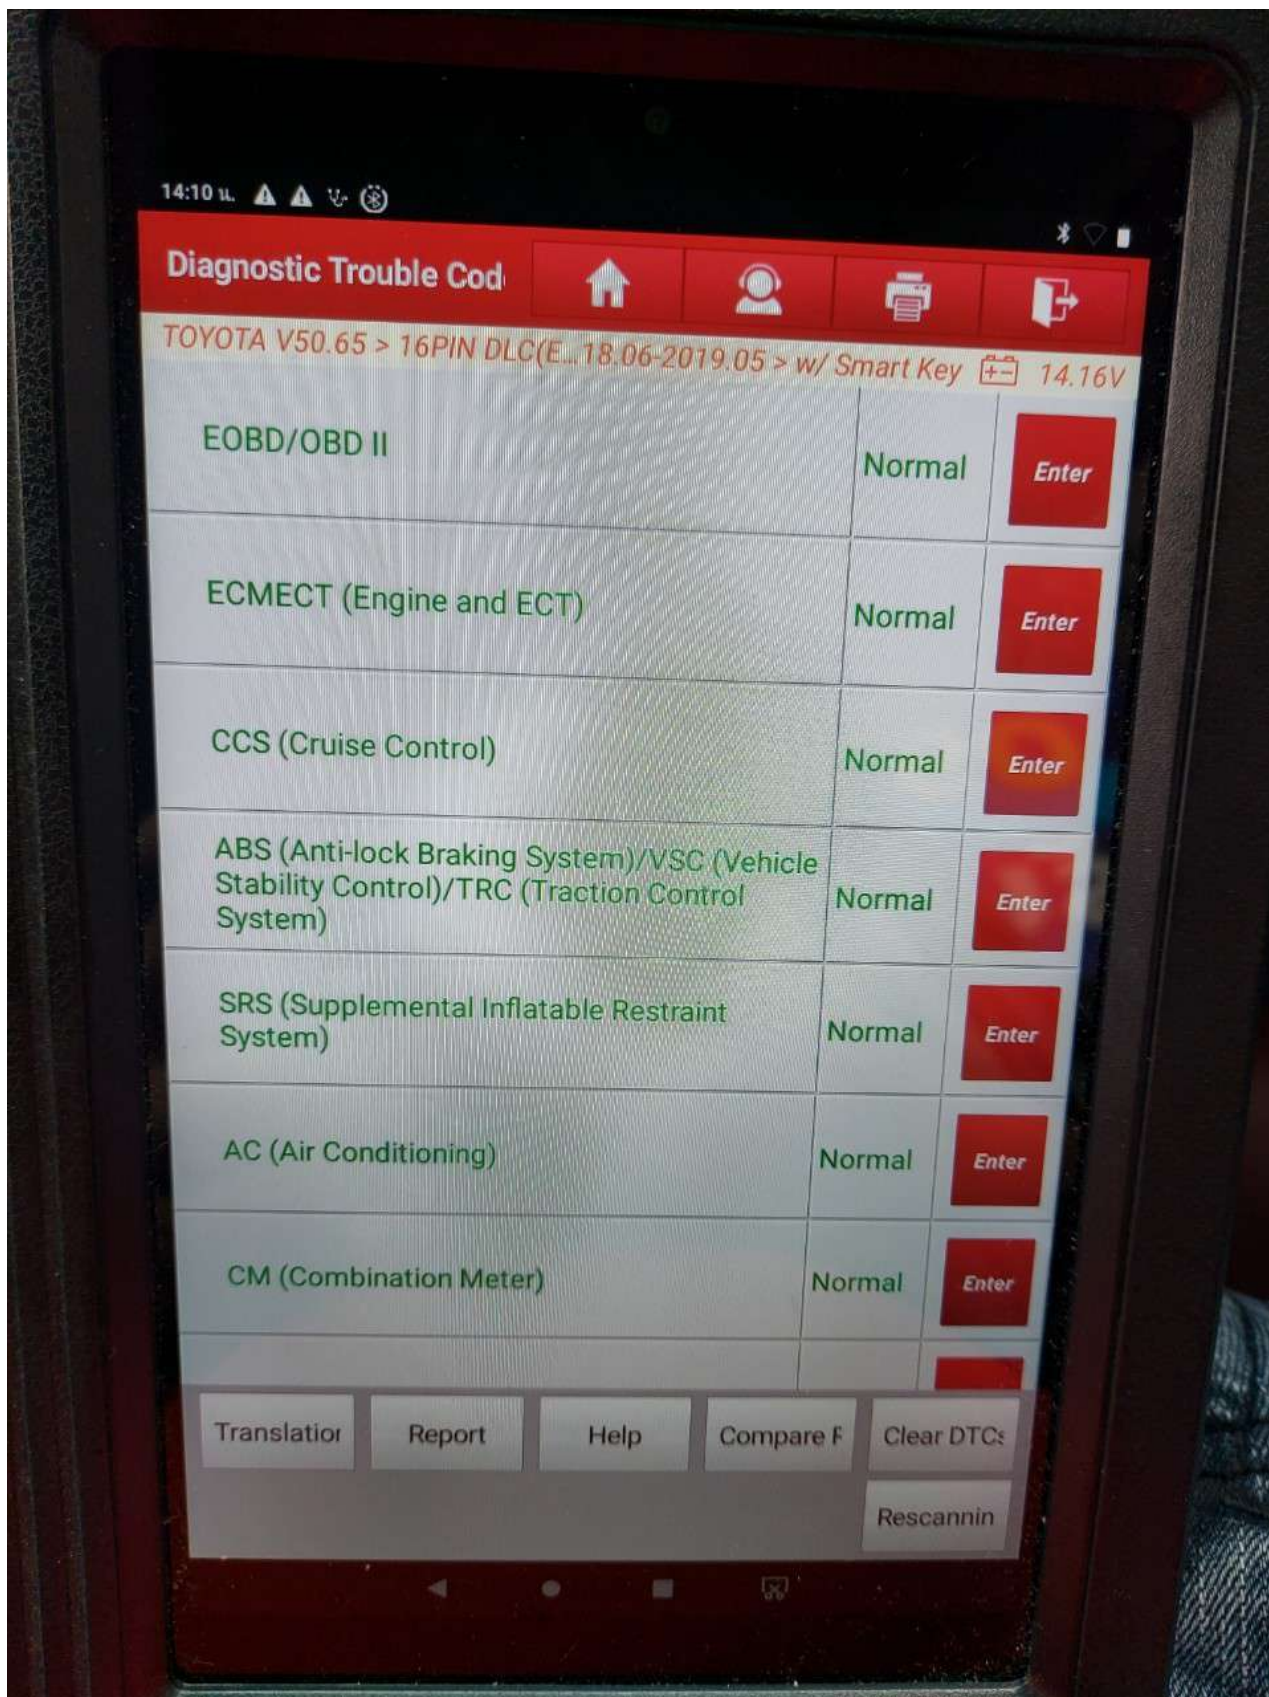 14:10 น.
Diagnostic Trouble Cod
TOYOTA V50.65 > 16PIN DLC(E...18.06-2019.05 > w/ Smart Key 14.16V
EOBD/OBD II
Normal
Enter
ECMECT (Engine and ECT)
Normal
Enter
CCS (Cruise Control)
Normal
Enter
ABS (Anti-lock Braking System)/VSC (Vehicle
Stability Control)/TRC (Traction Control
System)
Normal
Enter
SRS (Supplemental Inflatable Restraint
System)
Normal
Enter
AC (Air Conditioning)
Normal
Enter
CM (Combination Meter)
Normal
Enter
Translation
Report
Help
Compare F
Clear DTCs
Rescannin